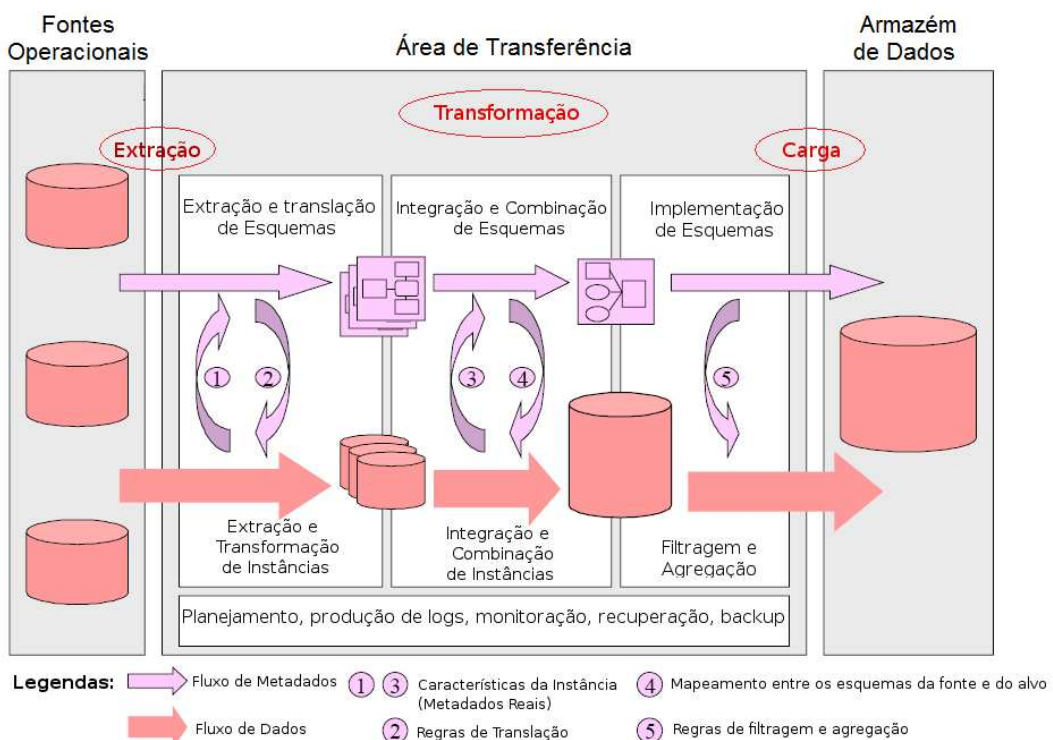 Fontes
Operacionais
Área de Transferência
Armazém
de Dados
Transformação
Extração
Carga
Extração e translação
de Esquemas
Integração e Combinação
de Esquemas
Implementação
de Esquemas
1
2
3
4
5
Extração e
Transformação
de Instâncias
Integração e
Combinação
de Instâncias
Filtragem e
Agregação
Planejamento, produção de logs, monitoração, recuperação, backup
Legendas:
Fluxo de Metadados
1 3 Características da Instância
(Metadados Reais)
4 Mapeamento entre os esquemas da fonte e do alvo
Fluxo de Dados
2 Regras de Translação
5 Regras de filtragem e agregação